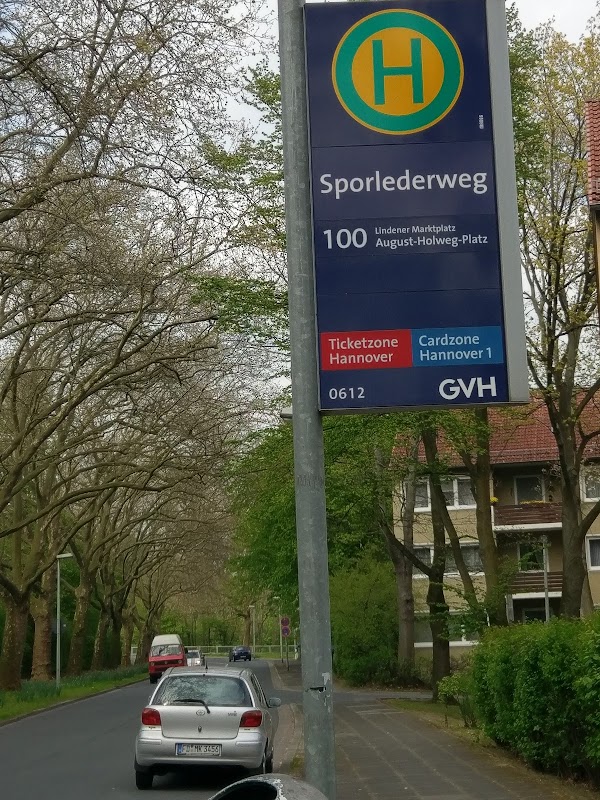 H
Sporlederweg
100 Lindener Marktplatz
August-Holweg-Platz
Ticketzone
Hannover
Cardzone
Hannover 1
0612
GVH